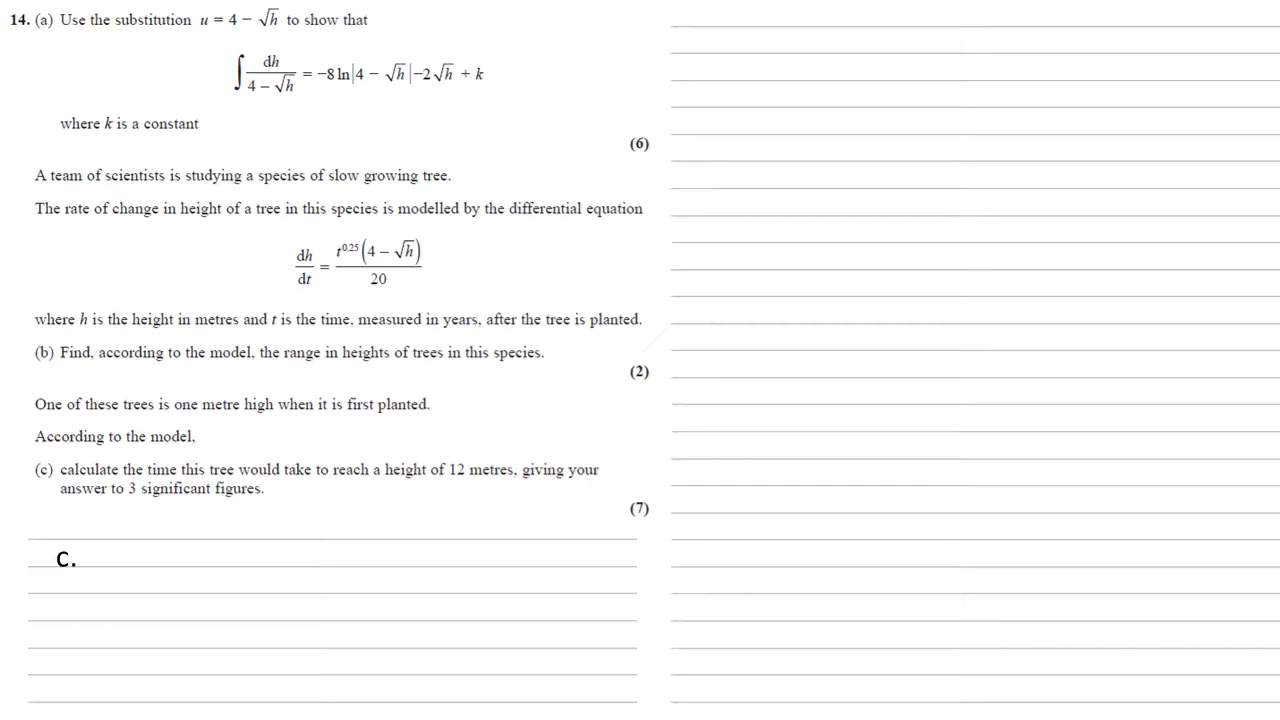 14. (a) Use the substitution u = 4 − √h to show that
∫ dh / (4 − √h) = −8 ln|4 − √h| −2√h + k
where k is a constant
(6)
A team of scientists is studying a species of slow growing tree.
The rate of change in height of a tree in this species is modelled by the differential equation
dh/dt = t^0.25 (4 − √h) / 20
where h is the height in metres and t is the time, measured in years, after the tree is planted.
(b) Find, according to the model, the range in heights of trees in this species.
(2)
One of these trees is one metre high when it is first planted.
According to the model,
(c) calculate the time this tree would take to reach a height of 12 metres, giving your
answer to 3 significant figures.
(7)
C.